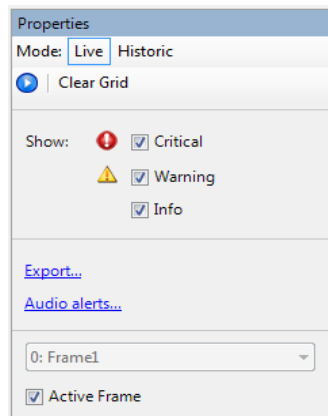 Properties
Mode: Live Historic
Clear Grid
Show: Critical
Warning
Info
Export...
Audio alerts...
0: Frame1
Active Frame